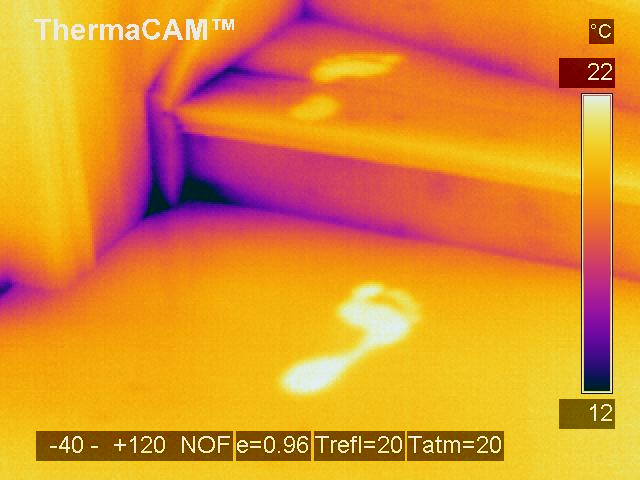 ThermaCAM™
°C
22
12
-40 - +120 NOF e=0.96 Trefl=20 Tatm=20